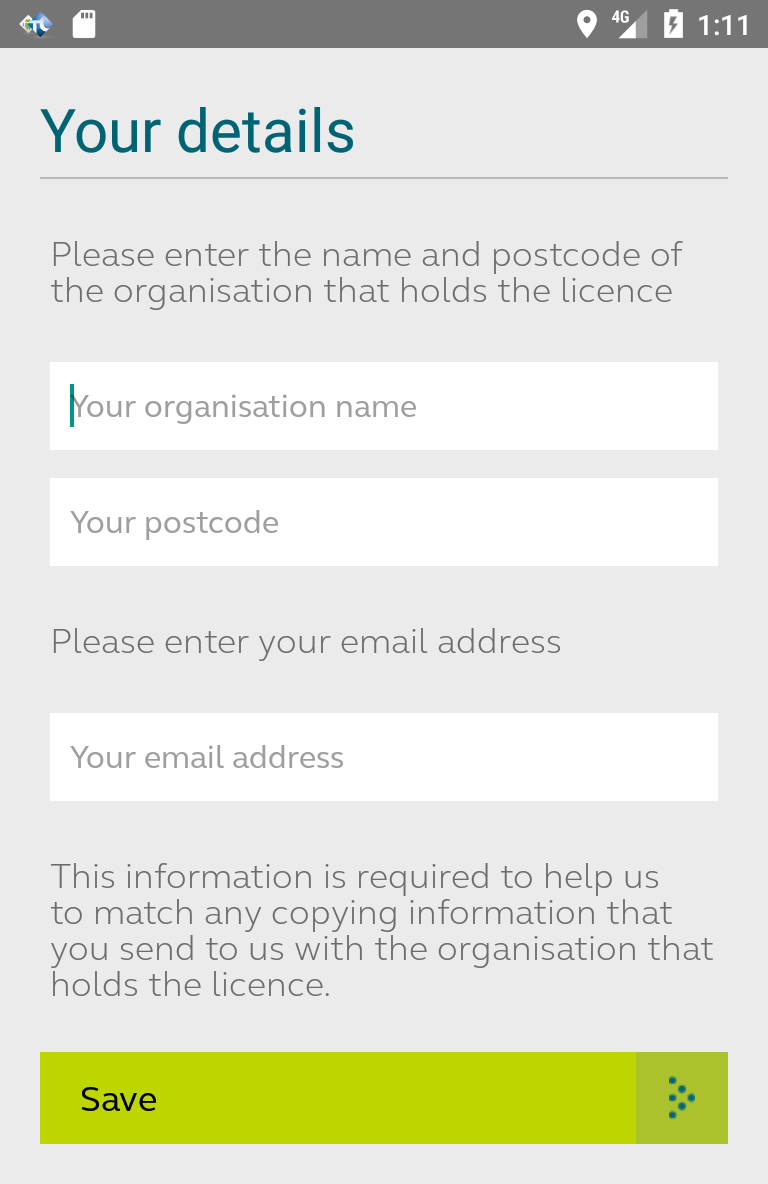 4G 1:11
Your details
Please enter the name and postcode of
the organisation that holds the licence
Your organisation name
Your postcode
Please enter your email address
Your email address
This information is required to help us
to match any copying information that
you send to us with the organisation that
holds the licence.
Save